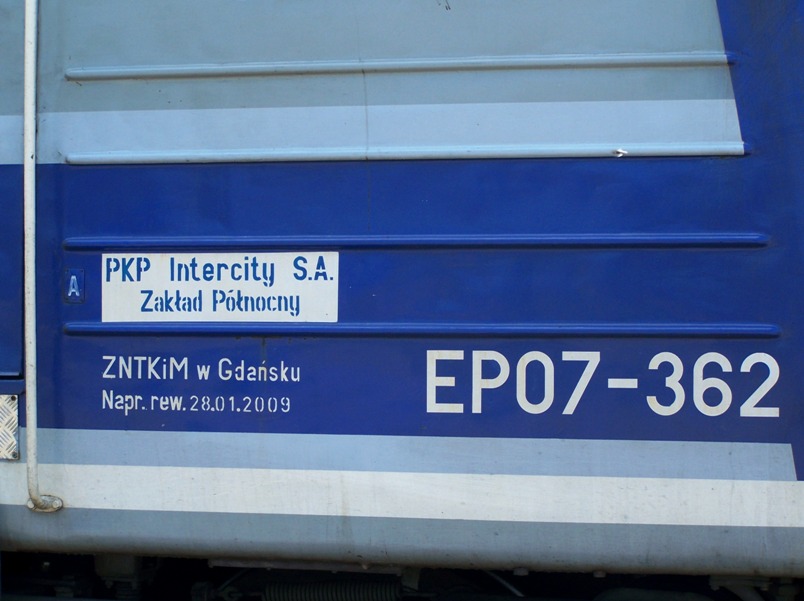 PKP Intercity S.A.
Zakład Północny
A
ZNTKiM w Gdańsku
Napr. rew. 28.01.2009
EP07-362